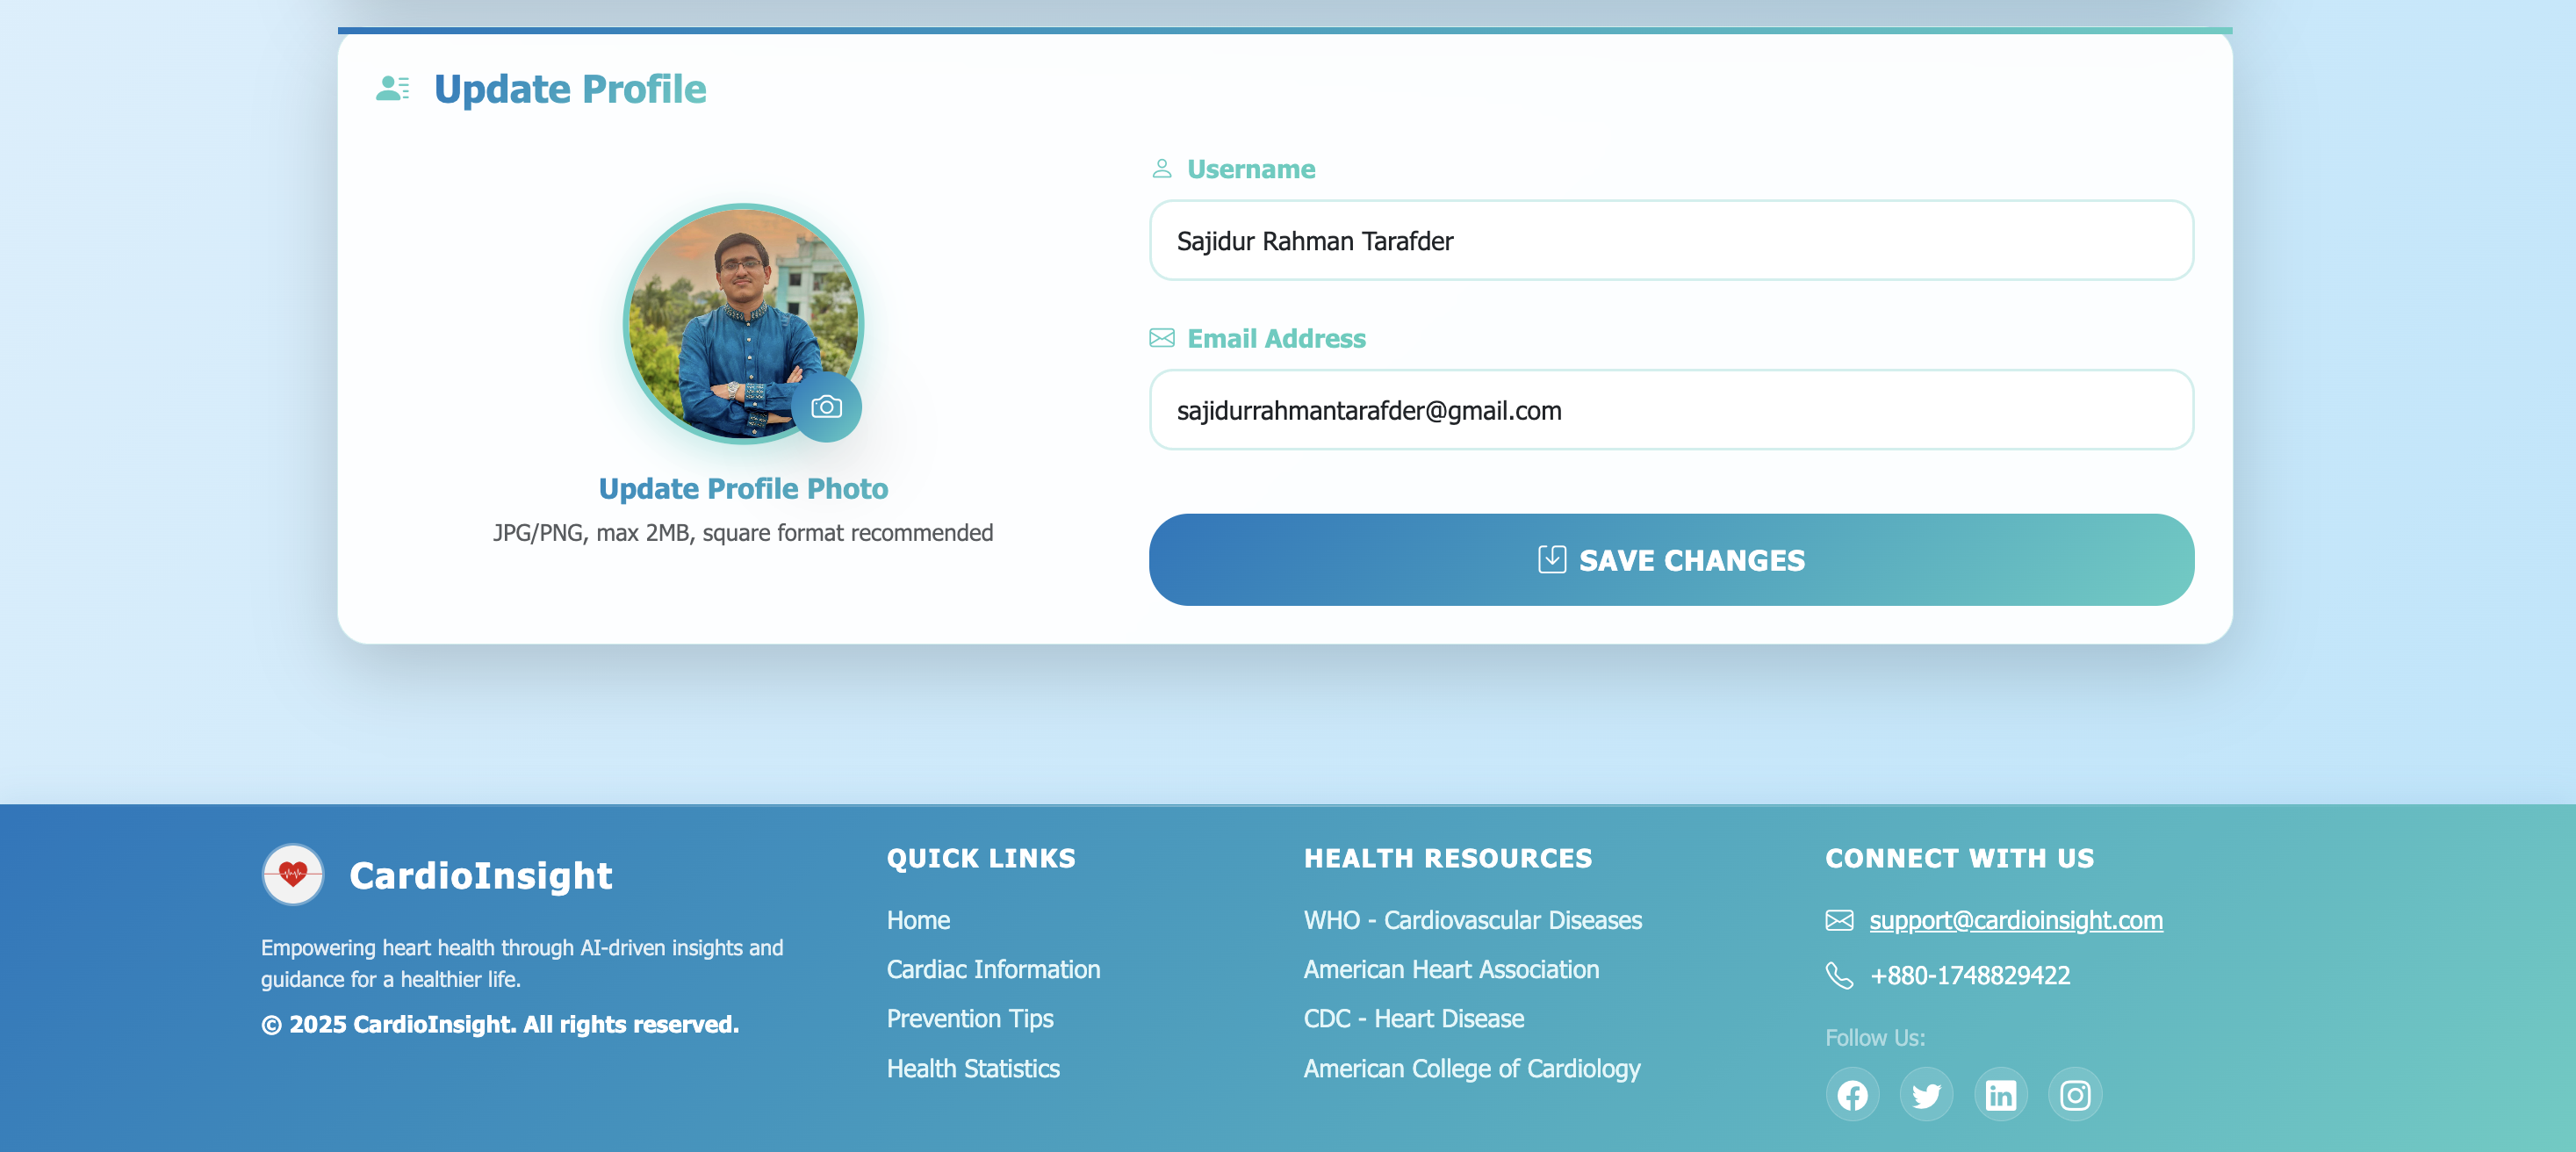 Update Profile
Username
Sajidur Rahman Tarafder
Email Address
sajidurrahmantarafder@gmail.com
Update Profile Photo
JPG/PNG, max 2MB, square format recommended
SAVE CHANGES
CardioInsight
Empowering heart health through AI-driven insights and
guidance for a healthier life.
© 2025 CardioInsight. All rights reserved.
QUICK LINKS
Home
Cardiac Information
Prevention Tips
Health Statistics
HEALTH RESOURCES
WHO - Cardiovascular Diseases
American Heart Association
CDC - Heart Disease
American College of Cardiology
CONNECT WITH US
support@cardioinsight.com
+880-1748829422
Follow Us: